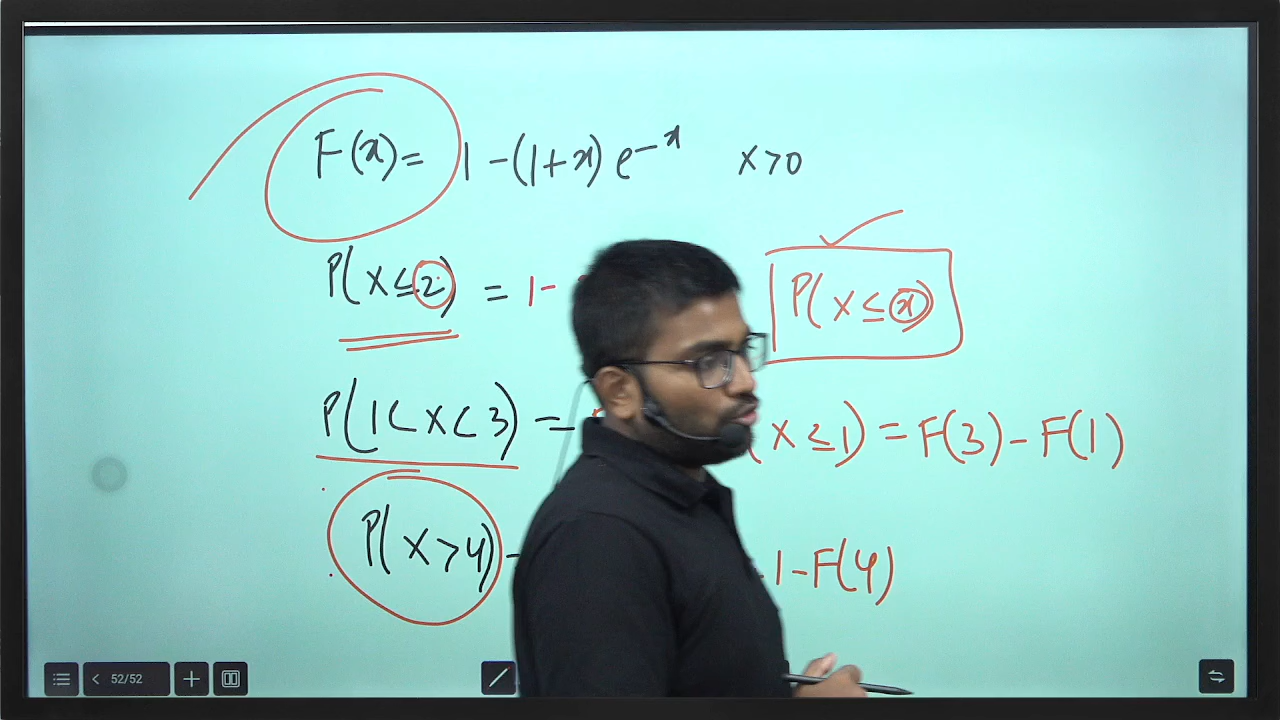 F(x) = 1 - (1+x) e^{-x} x>0
P(X≤2) = 1- P(X≤x)
P(1<X<3) = (X≤1) = F(3) - F(1)
P(X>4) - 1-F(4)
52/52